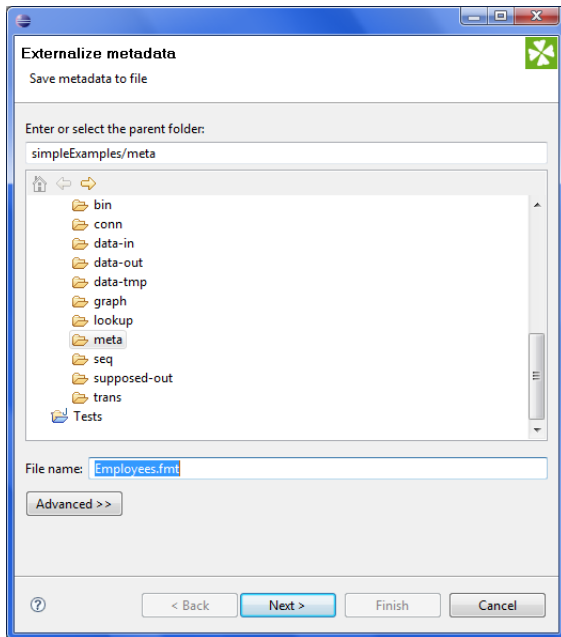 Externalize metadata
Save metadata to file
Enter or select the parent folder:
simpleExamples/meta
bin
conn
data-in
data-out
data-tmp
graph
lookup
meta
seq
supposed-out
trans
Tests
File name: Employees.fmt
Advanced >>
? < Back Next > Finish Cancel